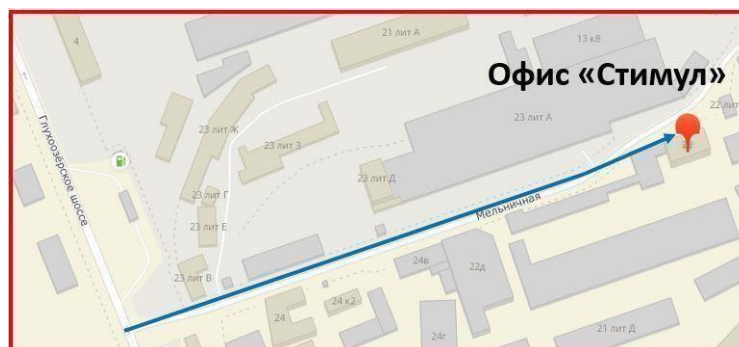 4
21 лит А
13 к8
Офис «Стимул»
Глухоозёрское шоссе
23 лит Ж
23 лит З
23 лит А
22 лит
23 лит Д
23 лит Г
23 лит Е
Мельничная
23 лит В
24в
22д
24
24 к2
24г
21 лит Д